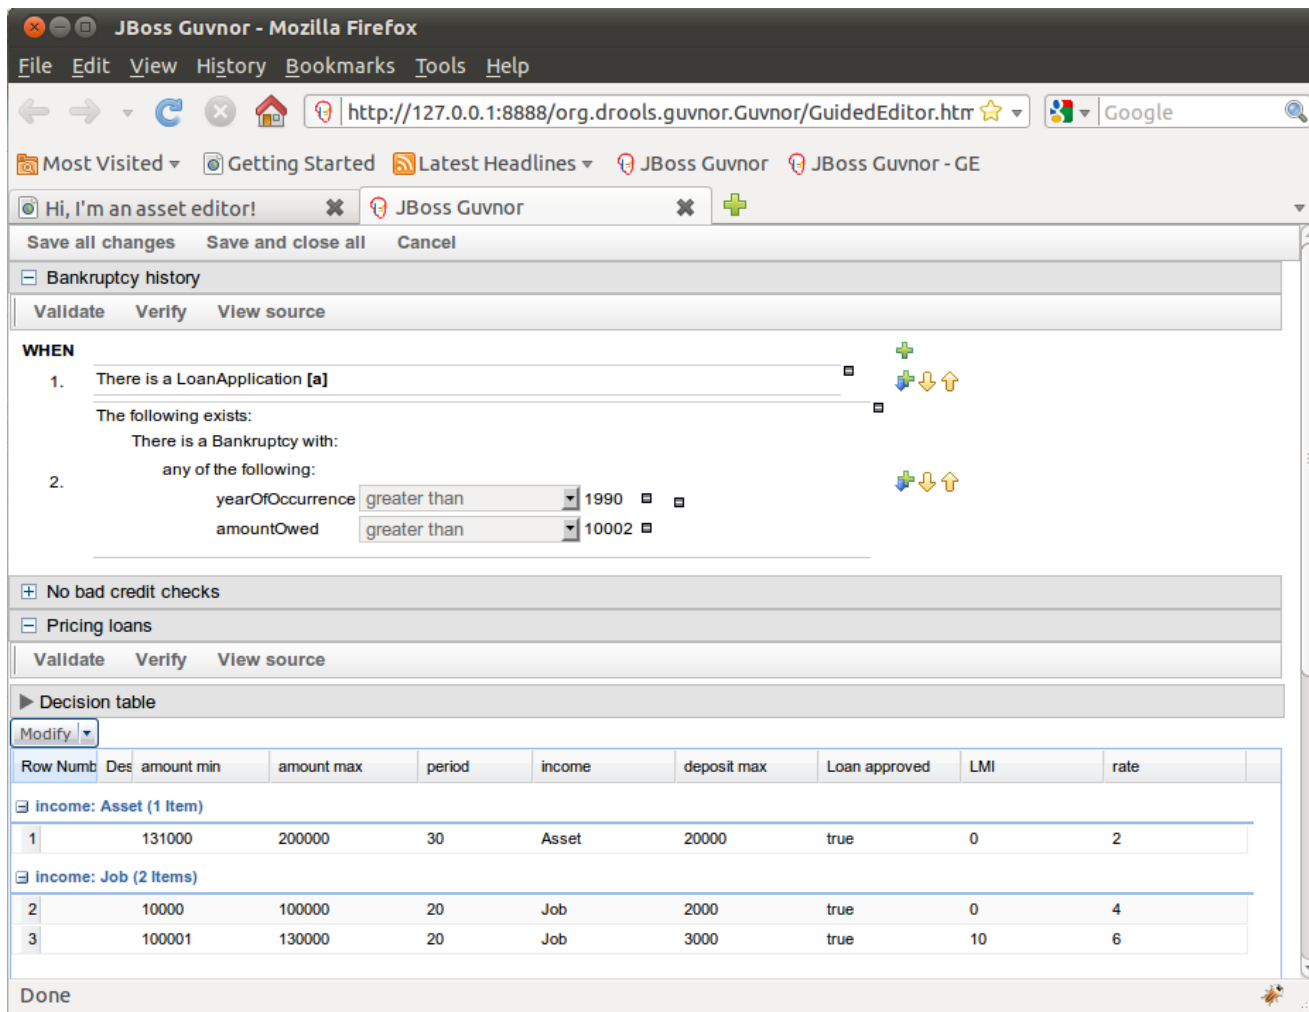 JBoss Guvnor - Mozilla Firefox
File Edit View History Bookmarks Tools Help
http://127.0.0.1:8888/org.drools.guvnor.Guvnor/GuidedEditor.htm Google
Most Visited Getting Started Latest Headlines JBoss Guvnor JBoss Guvnor - GE
Hi, I'm an asset editor! JBoss Guvnor
Save all changes Save and close all Cancel
Bankruptcy history
Validate Verify View source
WHEN
1. There is a LoanApplication [a]
The following exists:
There is a Bankruptcy with:
any of the following:
2.
yearOfOccurrence greater than 1990
amountOwed greater than 10002
No bad credit checks
Pricing loans
Validate Verify View source
Decision table
Modify
Row Numb Des amount min amount max period income deposit max Loan approved LMI rate
income: Asset (1 Item)
1 131000 200000 30 Asset 20000 true 0 2
income: Job (2 Items)
2 10000 100000 20 Job 2000 true 0 4
3 100001 130000 20 Job 3000 true 10 6
Done